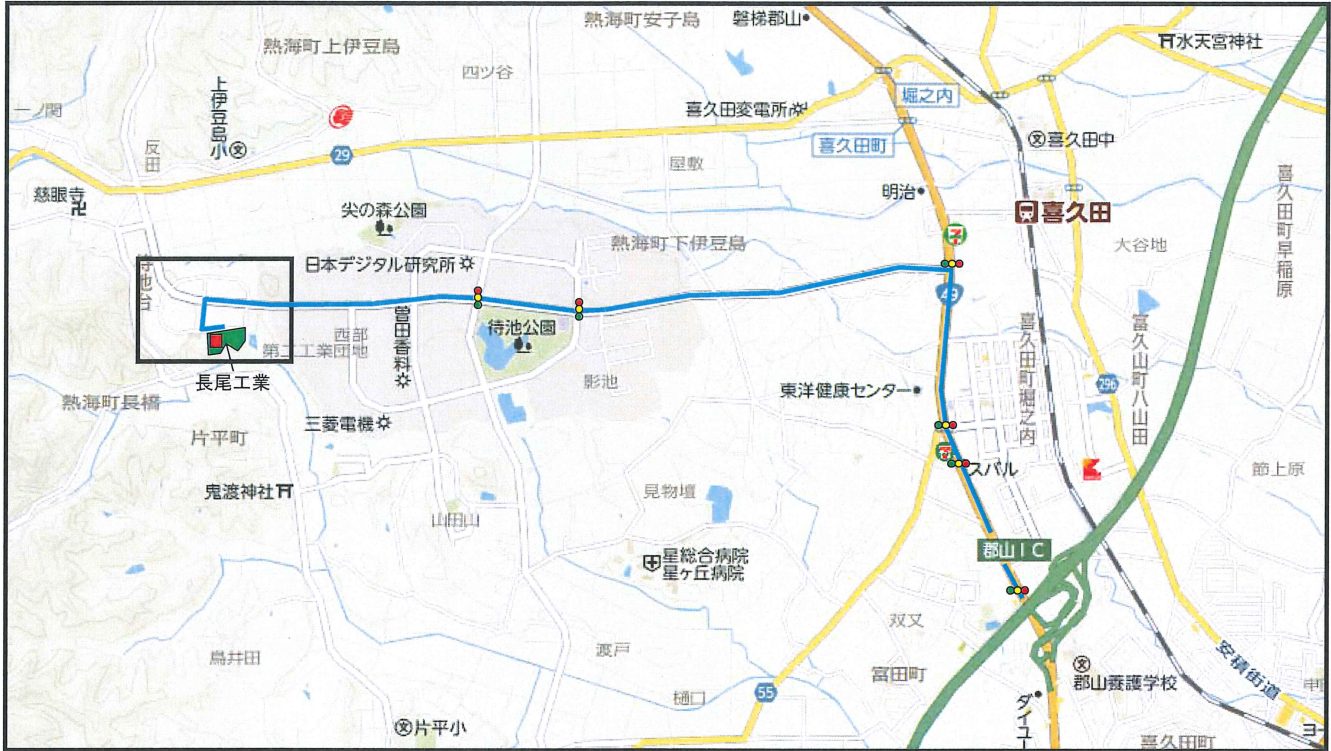 熱海町安子島
磐梯郡山
熱海町上伊豆島
水天宮神社
四ツ谷
上伊豆島小
一ノ関
喜久田変電所
堀之内
反田
29
喜久田町
喜久田中
屋敷
慈眼寺
明治
喜久田
喜久田町早稲原
尖の森公園
熱海町下伊豆島
大谷地
日本デジタル研究所
49
待池台
曽田香料
西部
第二工業団地
待池公園
喜久田町堀之内
富久山町八山田
長尾工業
影池
東洋健康センター
296
熱海町長橋
三菱電機
片平町
スバル
節上原
鬼渡神社
見物壇
山田山
郡山IC
星総合病院
星ヶ丘病院
双又
鳥井田
渡戸
富田町
安積街道
郡山養護学校
樋口
55
ダイユー
片平小
喜久田町
ヨー